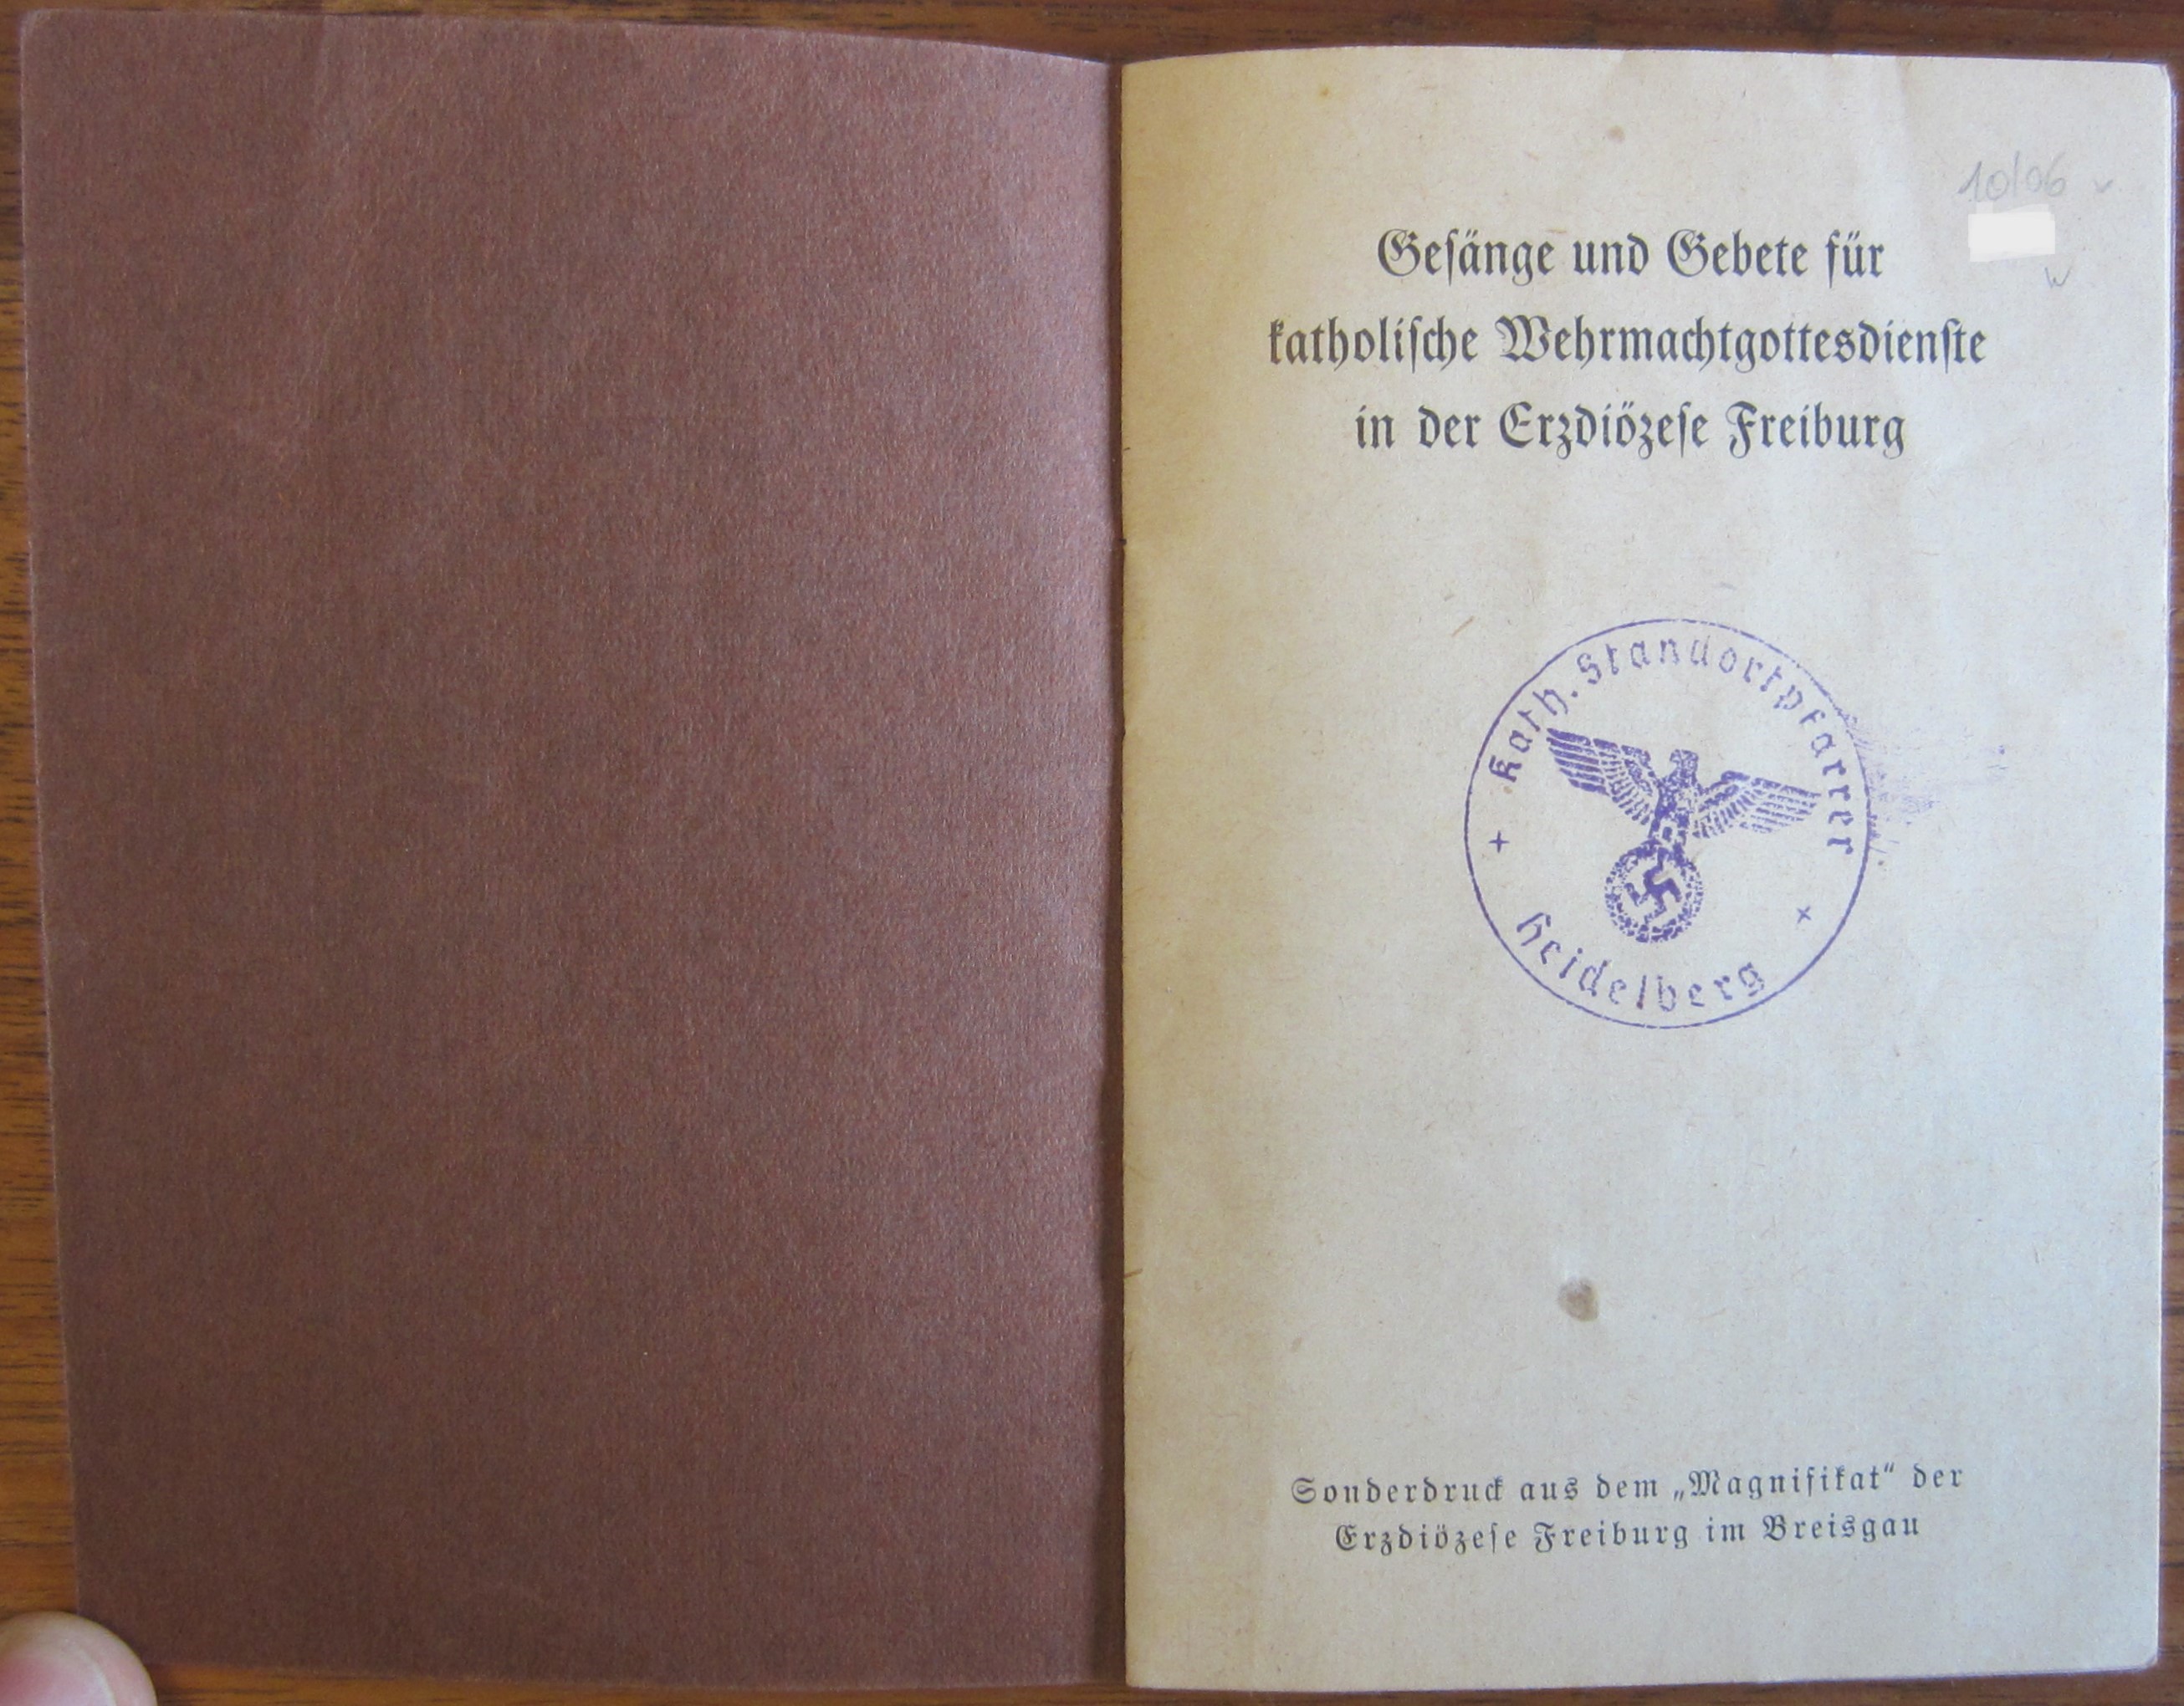 10/06
Gesänge und Gebete für
katholische Wehrmachtgottesdienste
in der Erzdiözese Freiburg
Kath. Standortpfarrer
Heidelberg
Sonderdruck aus dem „Magnifikat“ der
Erzdiözese Freiburg im Breisgau